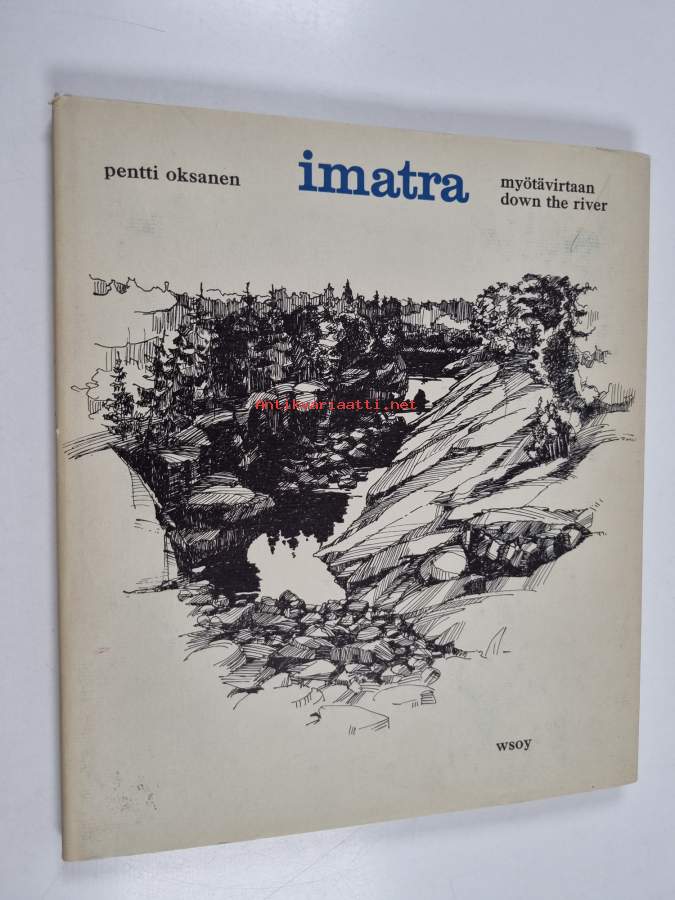 pentti oksanen
imatra
myötävirtaan
down the river
Antikvariaatti.net
wsoy